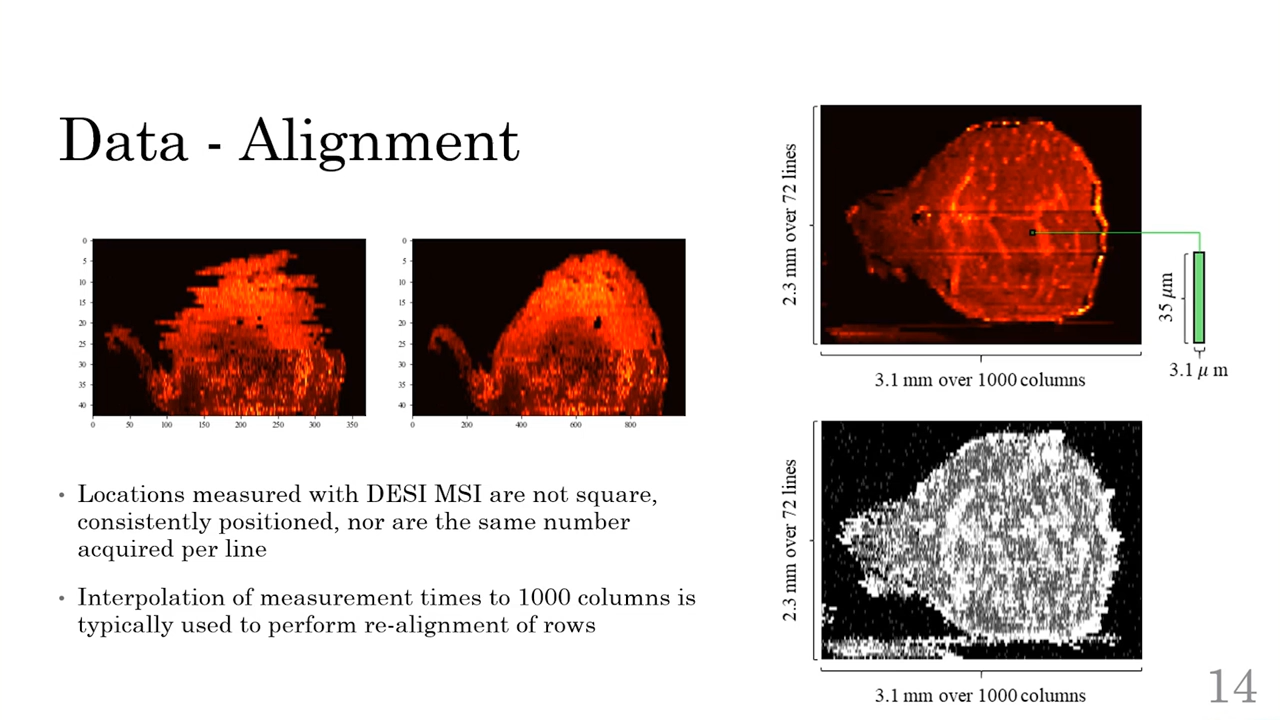 Data - Alignment
0
5
10
15
20
25
30
35
40
0
50
100
150
200
250
300
350
0
5
10
15
20
25
30
35
40
0
200
400
600
800
• Locations measured with DESI MSI are not square,
consistently positioned, nor are the same number
acquired per line
• Interpolation of measurement times to 1000 columns is
typically used to perform re-alignment of rows
2.3 mm over 72 lines
3.1 mm over 1000 columns
35 μm
3.1 μ m
2.3 mm over 72 lines
3.1 mm over 1000 columns
14